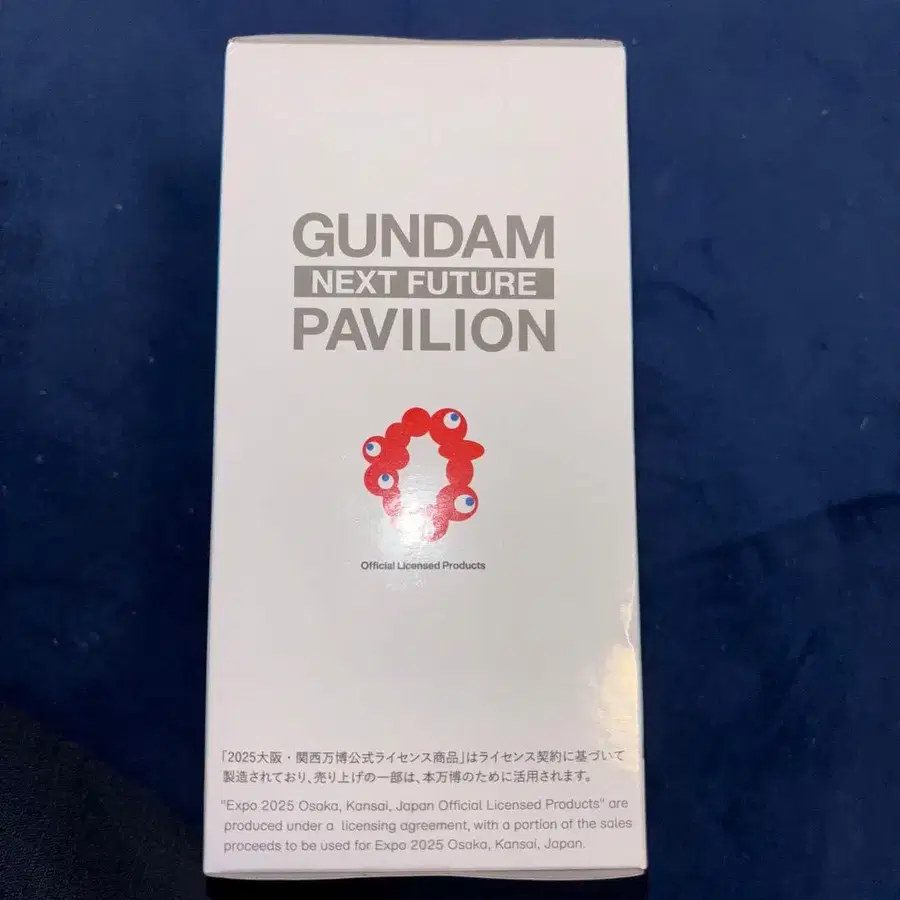 GUNDAM
NEXT FUTURE
PAVILION
Official Licensed Products
「2025大阪・関西万博公式ライセンス商品」はライセンス契約に基づいて
製造されており、売り上げの一部は、本万博のために活用されます。
"Expo 2025 Osaka, Kansai, Japan Official Licensed Products" are
produced under a licensing agreement, with a portion of the sales
proceeds to be used for Expo 2025 Osaka, Kansai, Japan.